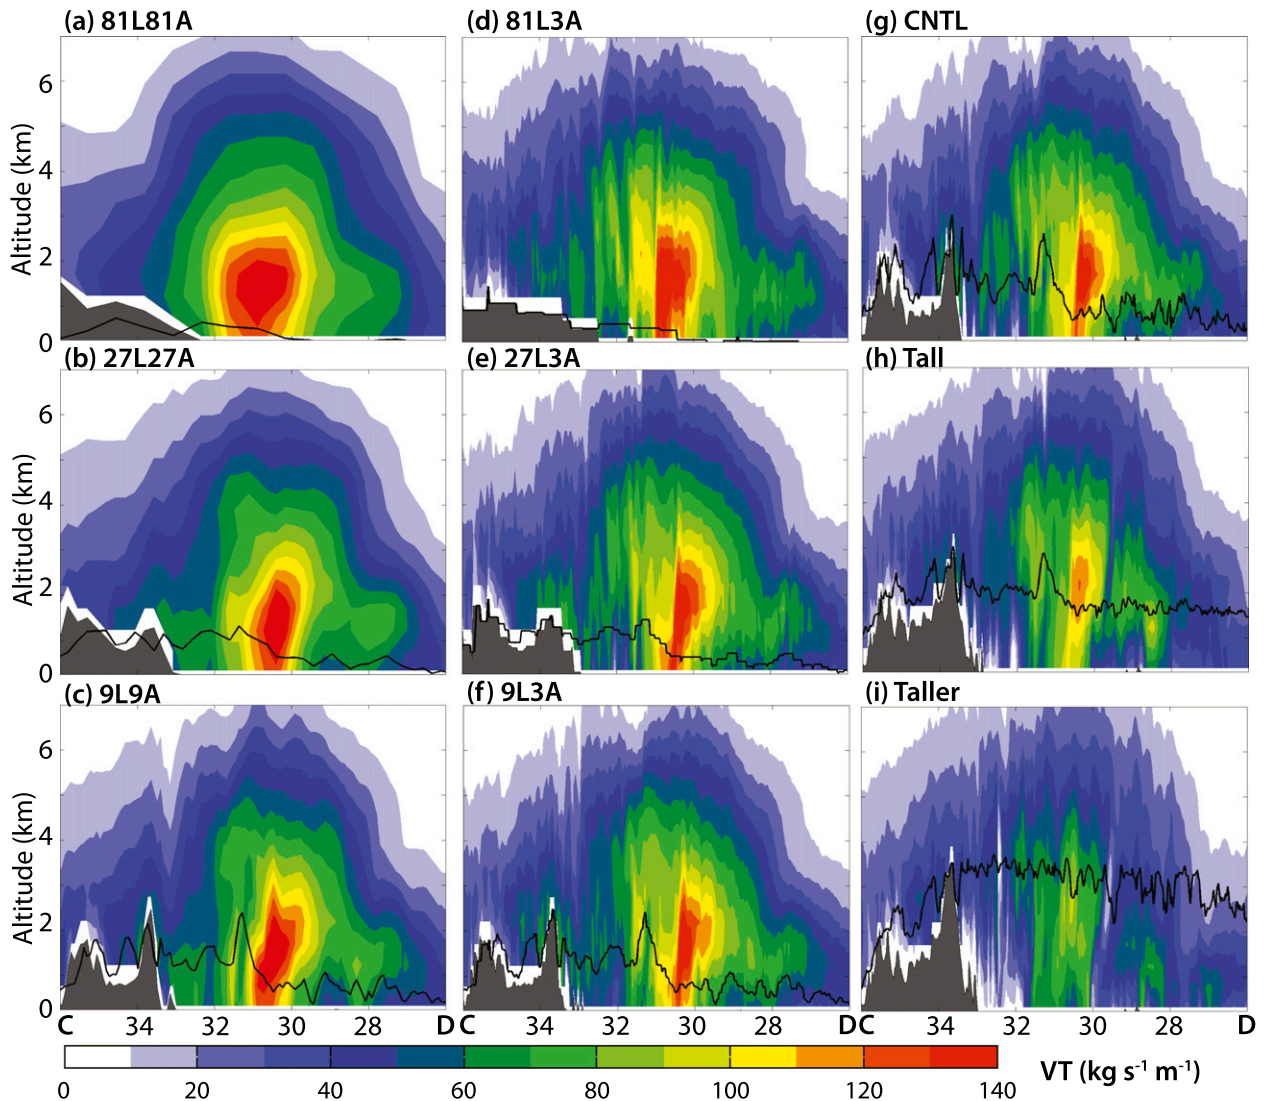 (a) 81L81A
(d) 81L3A
(g) CNTL
Altitude (km)
6
4
2
0
(b) 27L27A
(e) 27L3A
(h) Tall
Altitude (km)
6
4
2
0
(c) 9L9A
(f) 9L3A
(i) Taller
Altitude (km)
6
4
2
0
C 34 32 30 28 D
C 34 32 30 28 D
C 34 32 30 28 D
0 20 40 60 80 100 120 140
VT (kg s⁻¹ m⁻¹)